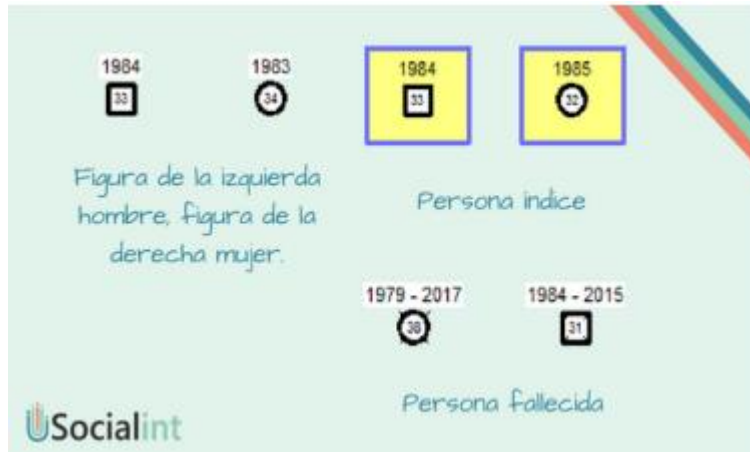 1984 1983 1984 1985
33 34 33 32
Figura de la izquierda
hombre, figura de la
derecha mujer.
Persona indice
1979 - 2017 1984 - 2015
38 31
Persona fallecida
Socialint